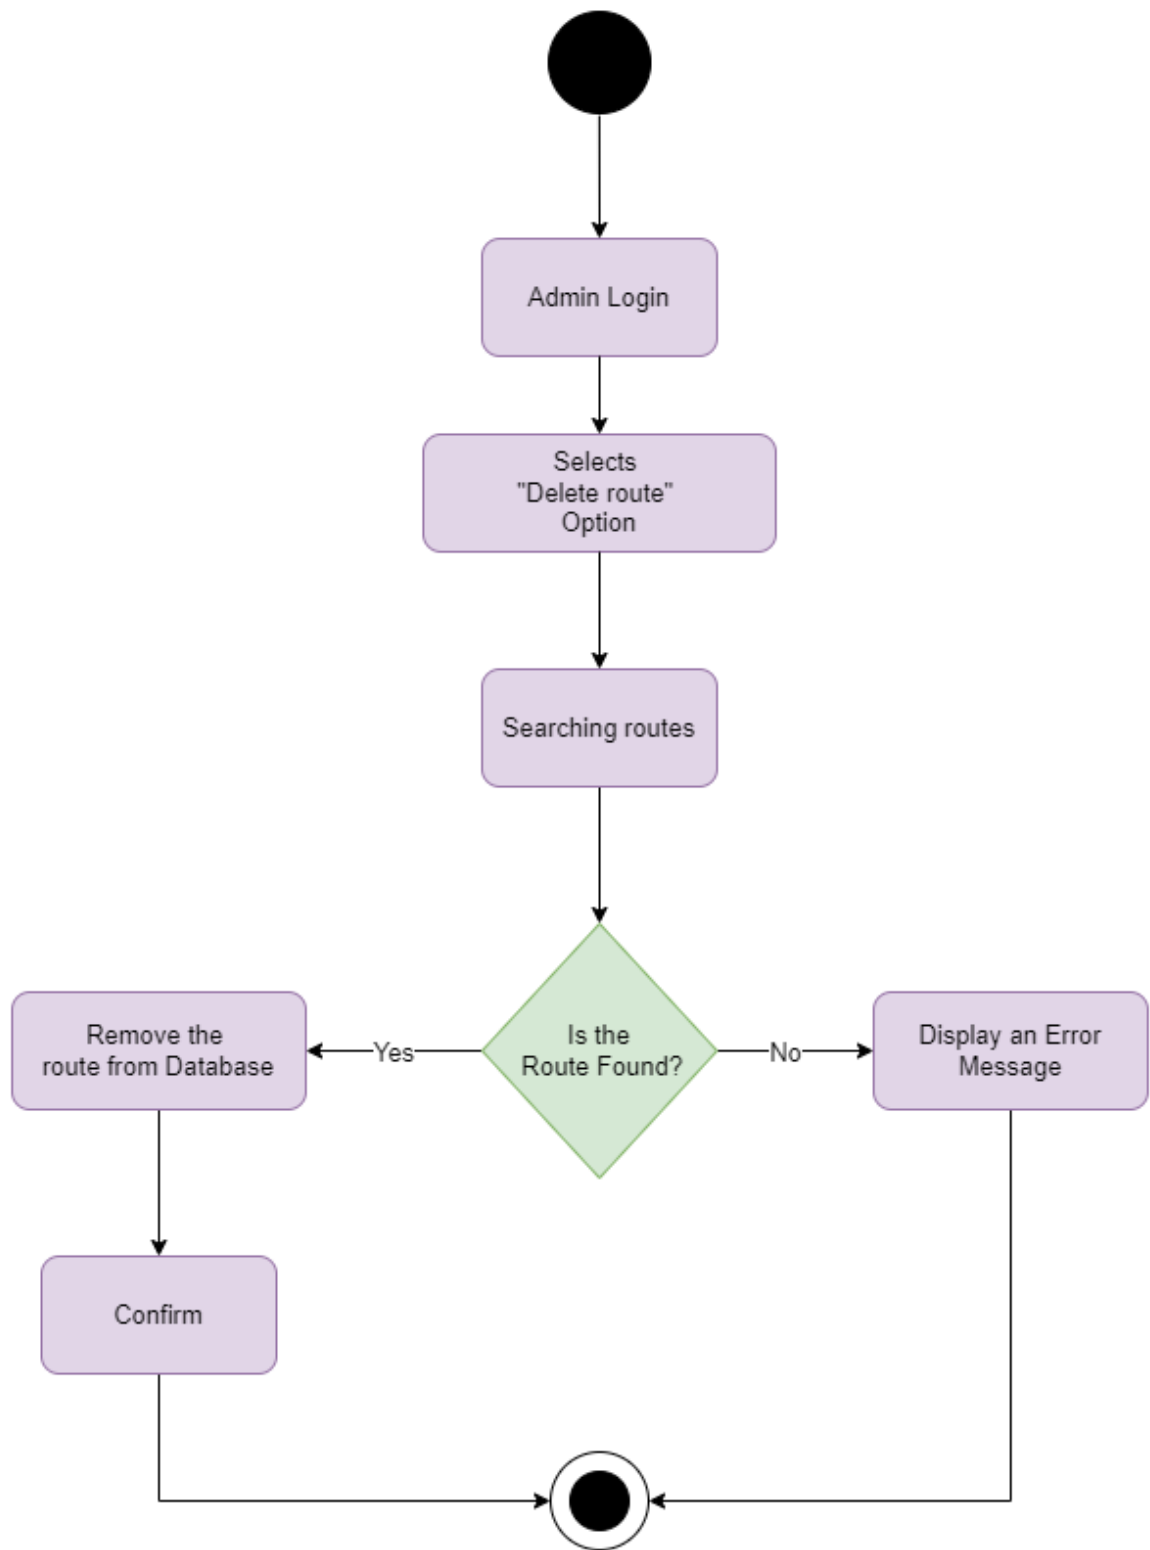 Admin Login
Selects
"Delete route"
Option
Searching routes
Is the
Route Found?
Yes
No
Remove the
route from Database
Display an Error
Message
Confirm